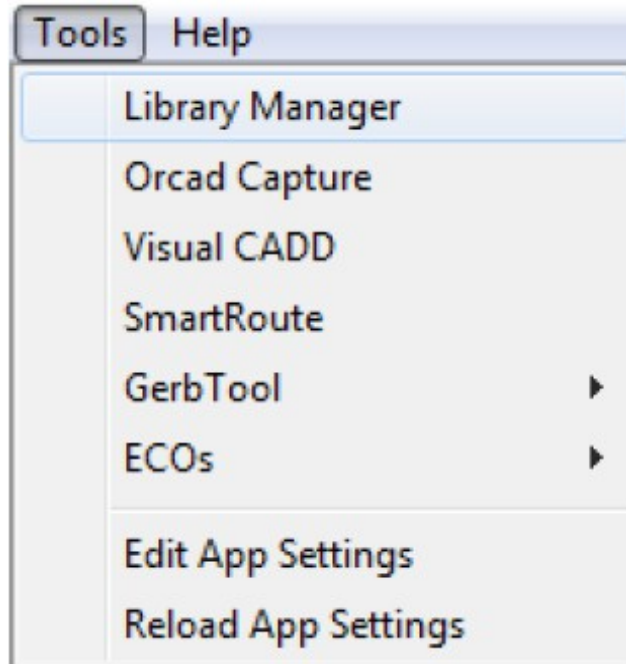 Tools Help
Library Manager
Orcad Capture
Visual CADD
SmartRoute
GerbTool
ECOs
Edit App Settings
Reload App Settings